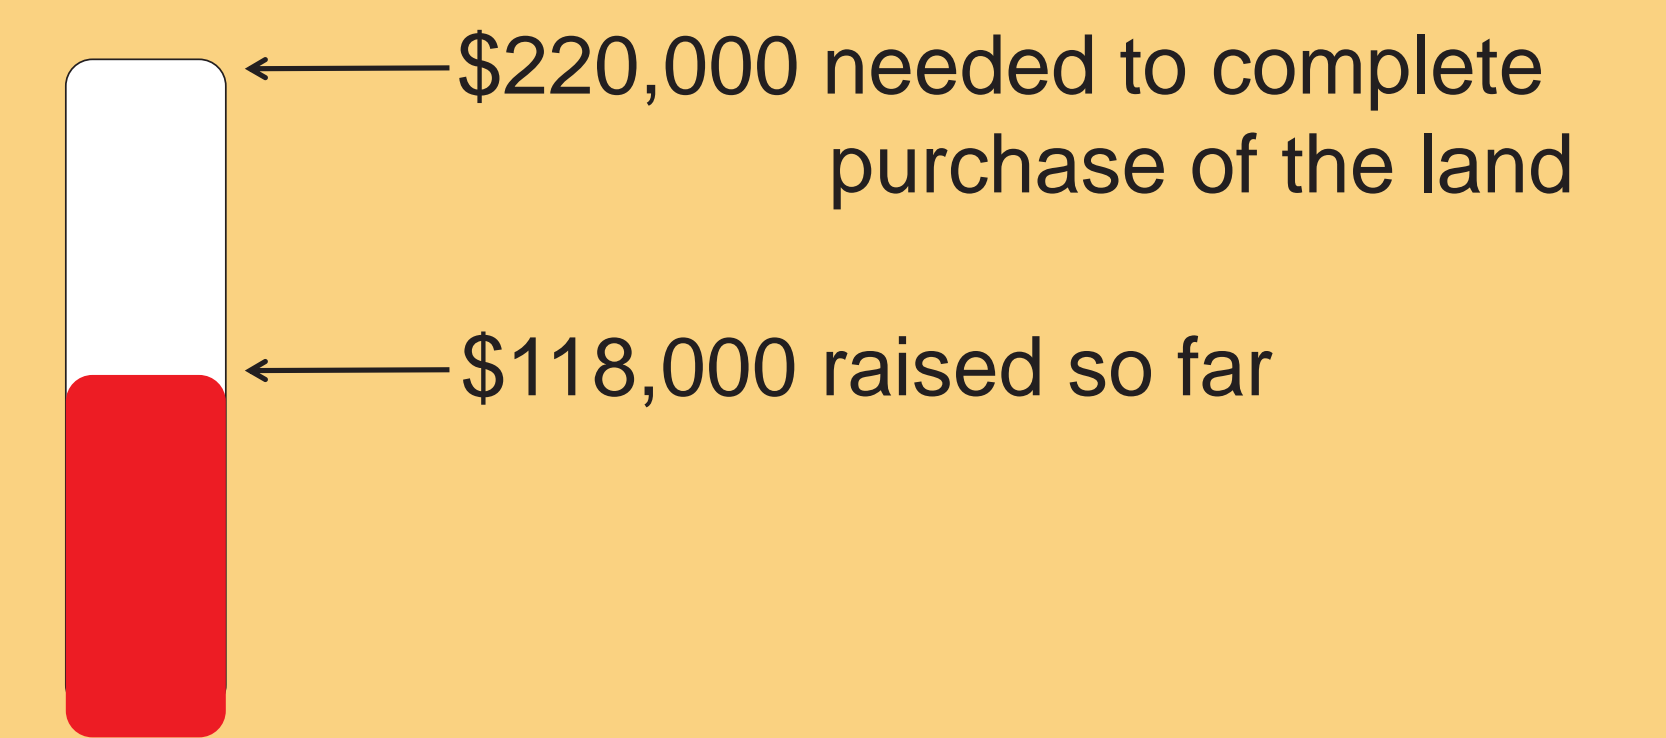 $220,000 needed to complete
purchase of the land
$118,000 raised so far